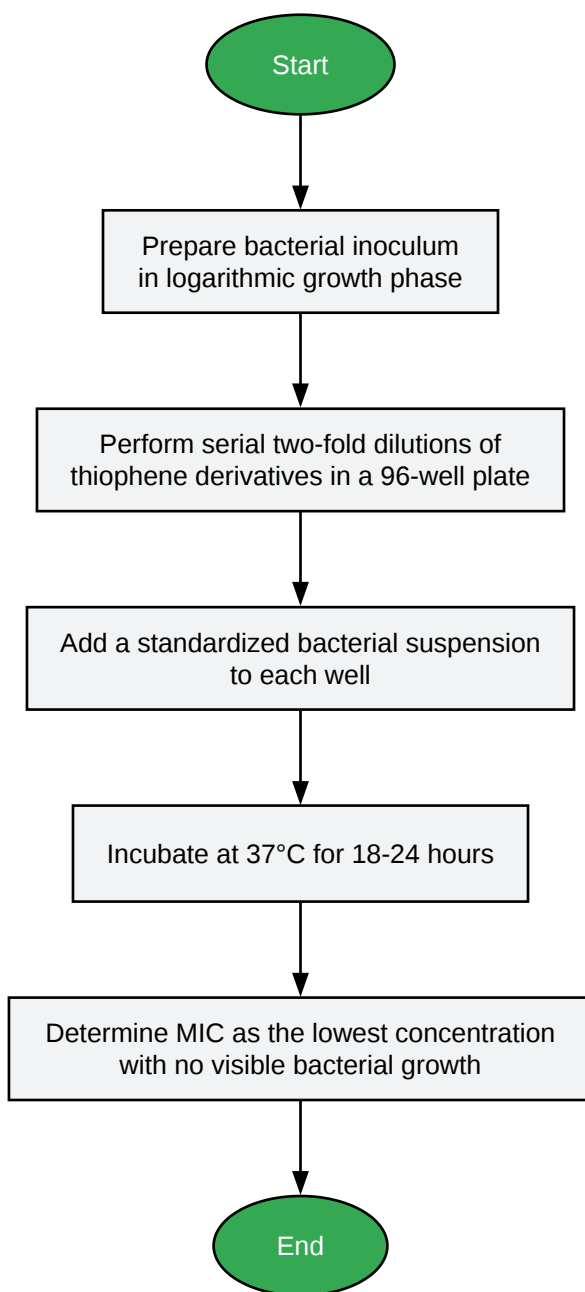 Start
Prepare bacterial inoculum
in logarithmic growth phase
Perform serial two-fold dilutions of
thiophene derivatives in a 96-well plate
Add a standardized bacterial suspension
to each well
Incubate at 37°C for 18-24 hours
Determine MIC as the lowest concentration
with no visible bacterial growth
End